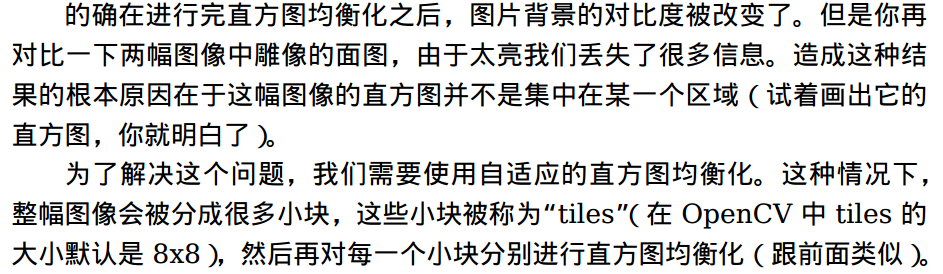 的确在进行完直方图均衡化之后，图片背景的对比度被改变了。但是你再
对比一下两幅图像中雕像的面图，由于太亮我们丢失了很多信息。造成这种结
果的根本原因在于这幅图像的直方图并不是集中在某一个区域（试着画出它的
直方图，你就明白了）。
为了解决这个问题，我们需要使用自适应的直方图均衡化。这种情况下，
整幅图像会被分成很多小块，这些小块被称为“tiles”（在 OpenCV 中 tiles 的
大小默认是 8x8），然后再对每一个小块分别进行直方图均衡化（跟前面类似）。